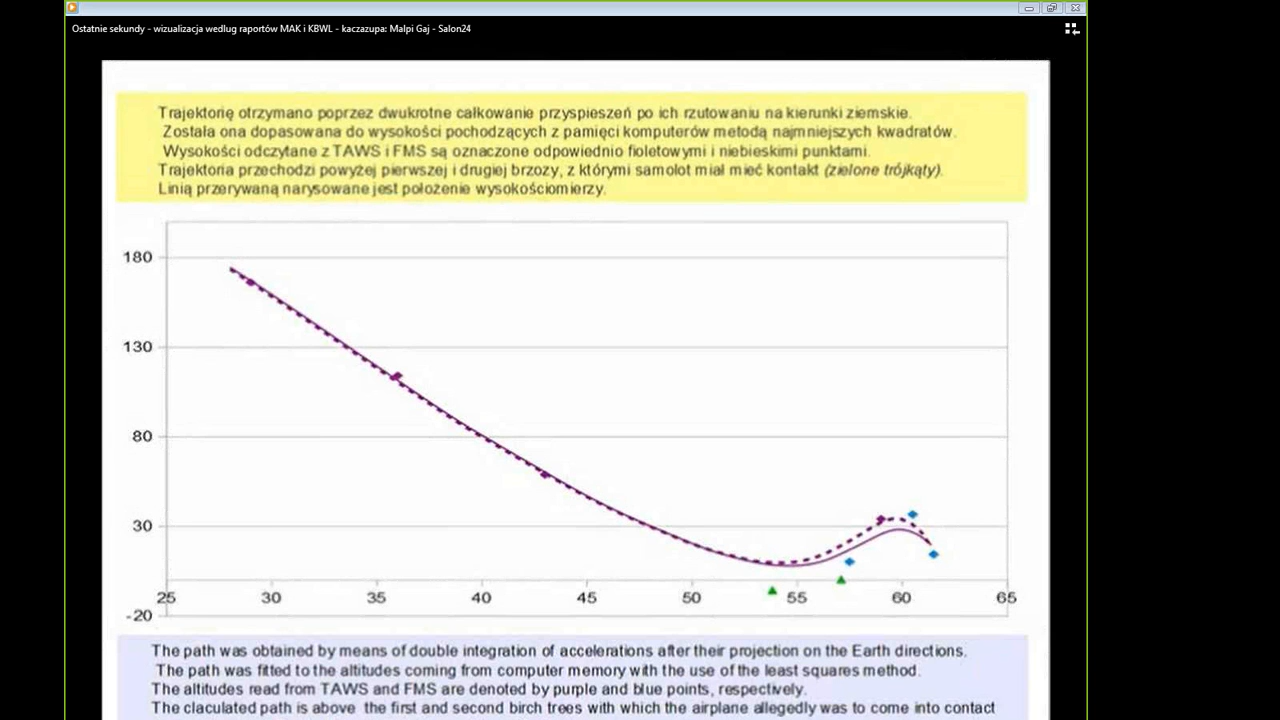 Ostatnie sekundy - wizualizacja według raportów MAK i KBWL - kaczazupa: Malpi Gaj - Salon24
Trajektorię otrzymano poprzez dwukrotne całkowanie przyspieszeń po ich rzutowaniu na kierunki ziemskie.
Została ona dopasowana do wysokości pochodzących z pamięci komputerów metodą najmniejszych kwadratów.
Wysokości odczytane z TAWS i FMS są oznaczone odpowiednio fioletowymi i niebieskimi punktami.
Trajektoria przechodzi powyżej pierwszej i drugiej brzozy, z którymi samolot miał mieć kontakt (zielone trójkąty).
Linią przerywaną narysowane jest położenie wysokościomierzy.
180
130
80
30
-20
25 30 35 40 45 50 55 60 65
The path was obtained by means of double integration of accelerations after their projection on the Earth directions.
The path was fitted to the altitudes coming from computer memory with the use of the least squares method.
The altitudes read from TAWS and FMS are denoted by purple and blue points, respectively.
The claculated path is above the first and second birch trees with which the airplane allegedly was to come into contact